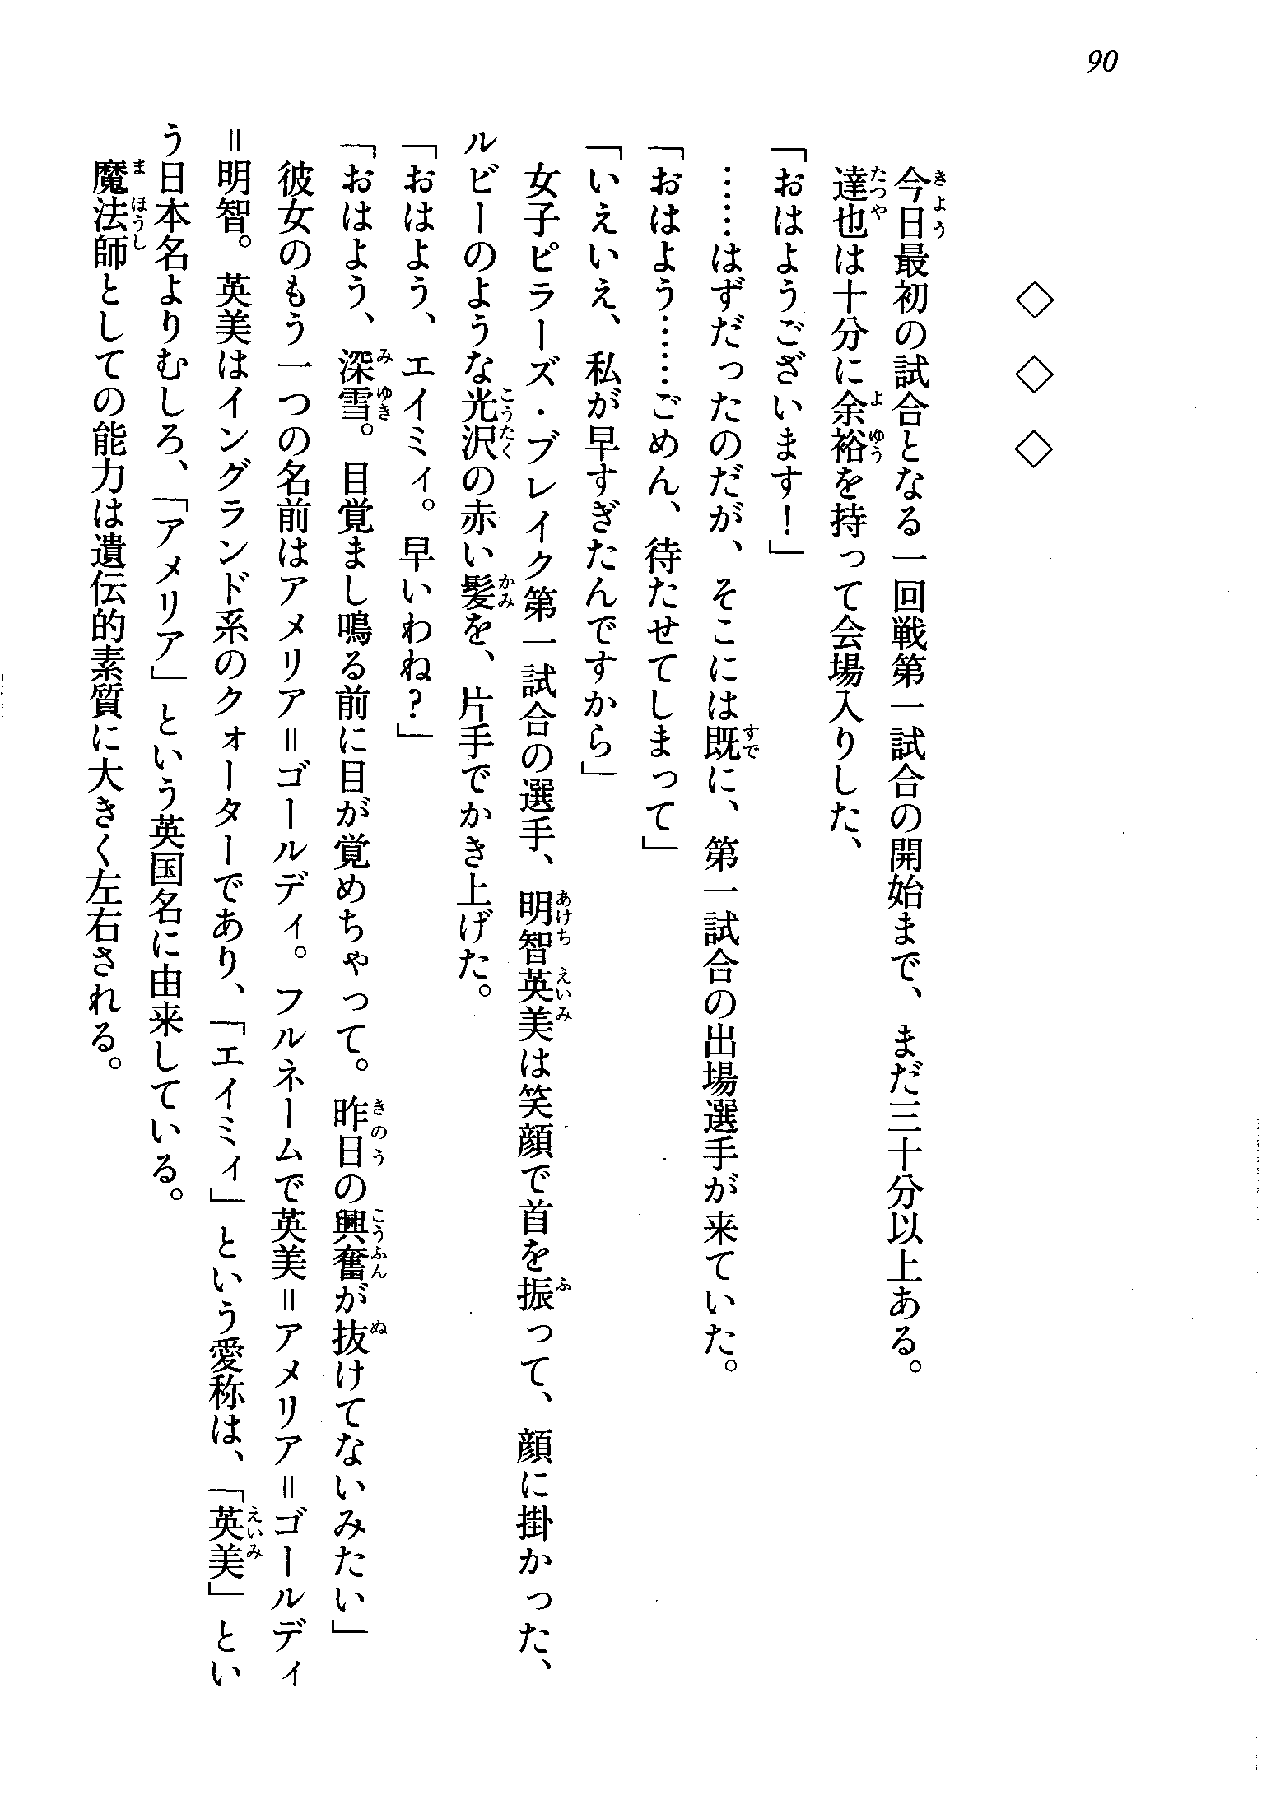 90
◇ ◇ ◇
今日最初の試合となる一回戦第一試合の開始まで、まだ三十分以上ある。
達也は十分に余裕を持って会場入りした、
「おはようございます！」
……はずだったのだが、そこには既に、第一試合の出場選手が来ていた。
「おはよう……ごめん、待たせてしまって」
「いえいえ、私が早すぎたんですから」
女子ピラーズ・ブレイク第一試合の選手、明智英美は笑顔で首を振って、顔に掛かった、
ルビーのような光沢の赤い髪を、片手でかき上げた。
「おはよう、エイミィ。早いわね？」
「おはよう、深雪。目覚まし鳴る前に目が覚めちゃって。昨日の興奮が抜けてないみたい」
彼女のもう一つの名前はアメリア＝ゴールディ。フルネームで英美＝アメリア＝ゴールディ
＝明智。英美はイングランド系のクォーターであり、「エイミィ」という愛称は、「英美」とい
う日本名よりむしろ、「アメリア」という英国名に由来している。
魔法師としての能力は遺伝的素質に大きく左右される。